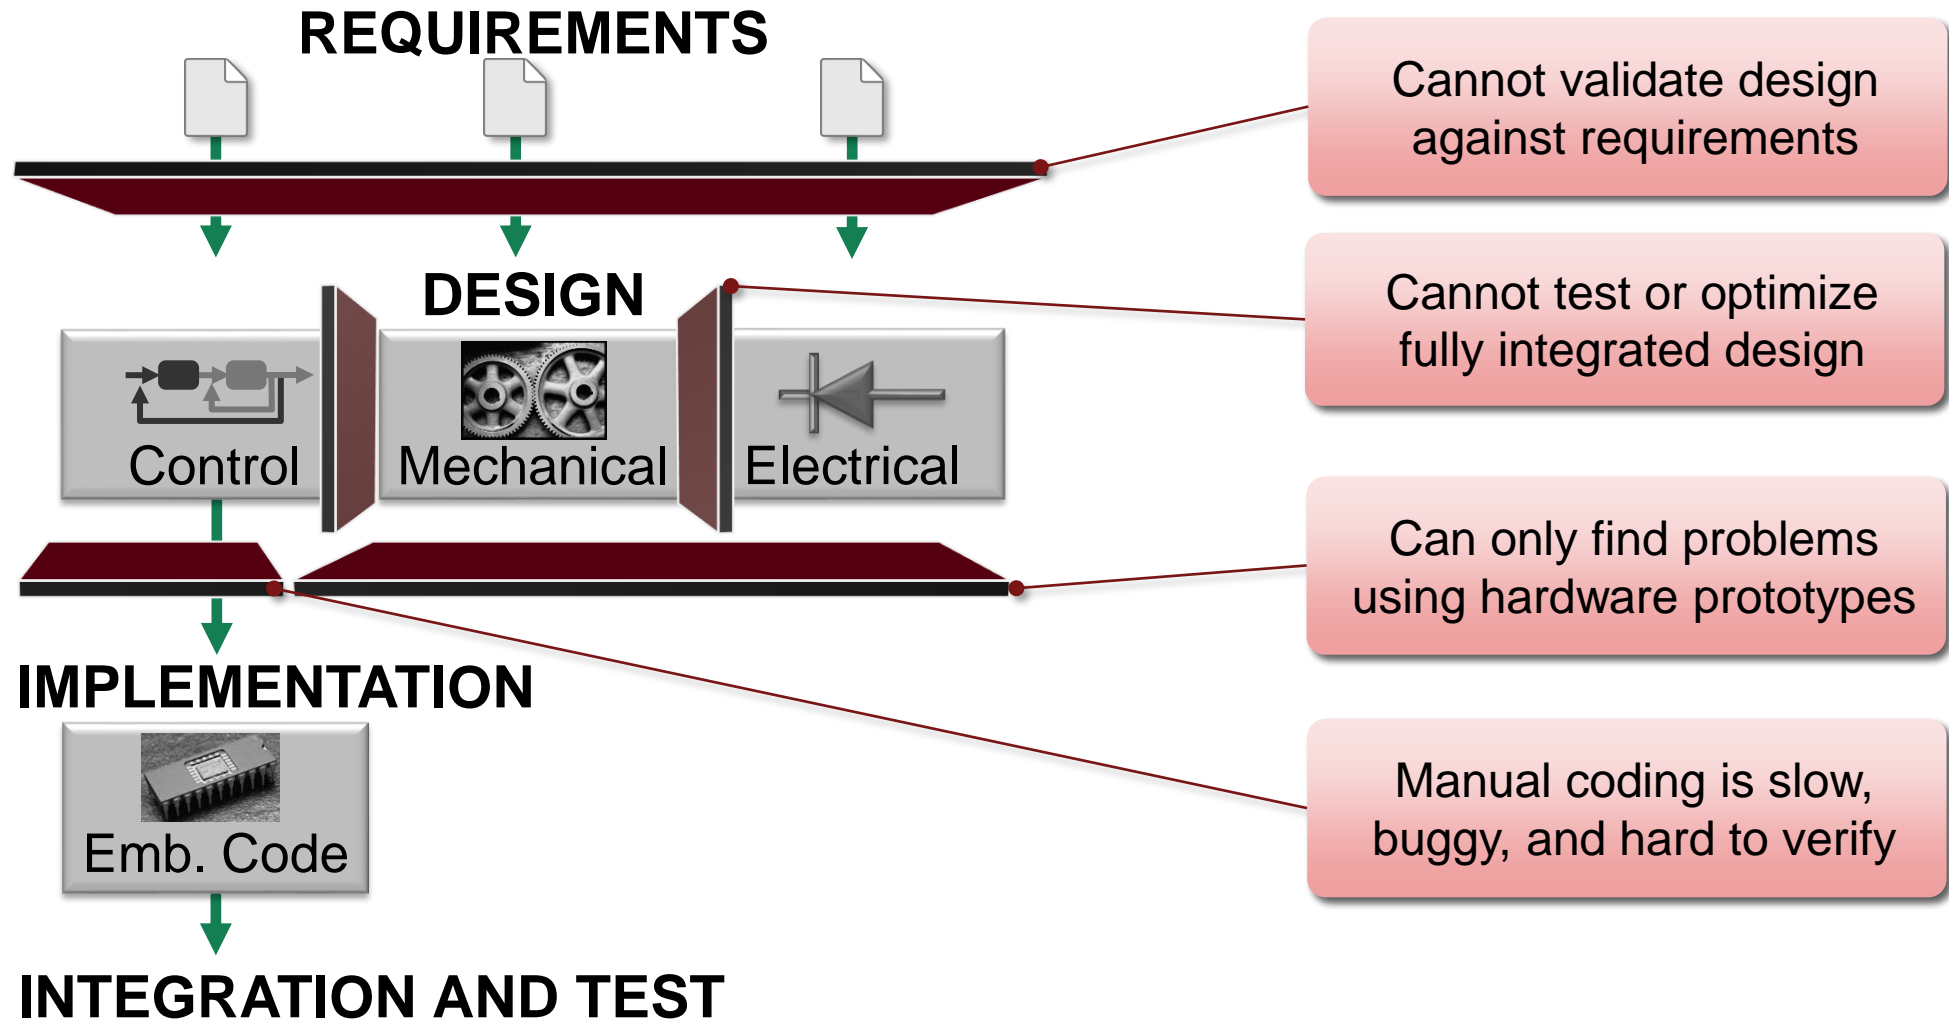 REQUIREMENTS
Cannot validate design
against requirements
DESIGN
Control
Mechanical
Electrical
Cannot test or optimize
fully integrated design
Can only find problems
using hardware prototypes
IMPLEMENTATION
Emb. Code
Manual coding is slow,
buggy, and hard to verify
INTEGRATION AND TEST